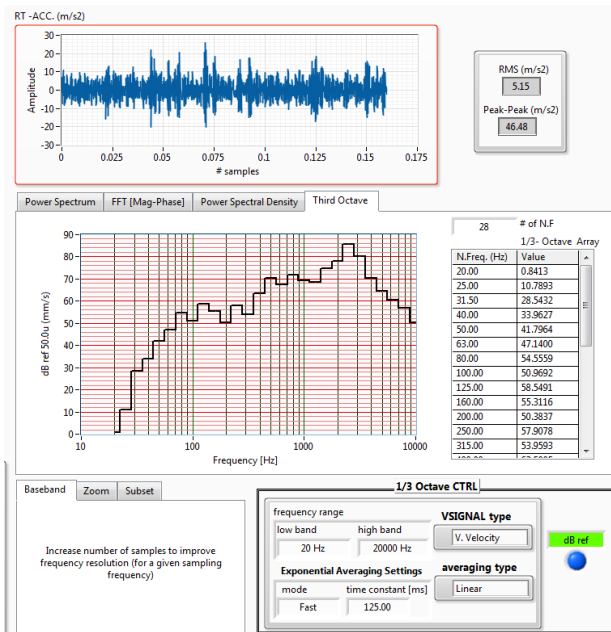 RT -ACC. (m/s2)
30
20
10
0
-10
-20
-30
Amplitude
0 0.025 0.05 0.075 0.1 0.125 0.15 0.175
# samples
RMS (m/s2)
5.15
Peak-Peak (m/s2)
46.48
Power Spectrum FFT [Mag-Phase] Power Spectral Density Third Octave
90
80
70
60
50
40
30
20
10
0
dB ref 50.0u (mm/s)
10 100 1000 10000
Frequency [Hz]
28 # of N.F
1/3- Octave Array
N.Freq. (Hz) Value
20.00 0.8413
25.00 10.7893
31.50 28.5432
40.00 33.9627
50.00 41.7964
63.00 47.1400
80.00 54.5559
100.00 50.9692
125.00 58.5491
160.00 55.3116
200.00 50.3837
250.00 57.9078
315.00 53.9593
Baseband Zoom Subset
Increase number of samples to improve
frequency resolution (for a given sampling
frequency)
1/3 Octave CTRL
frequency range
low band high band
20 Hz 20000 Hz
Exponential Averaging Settings
mode time constant [ms]
Fast 125.00
VSIGNAL type
V. Velocity
averaging type
Linear
dB ref